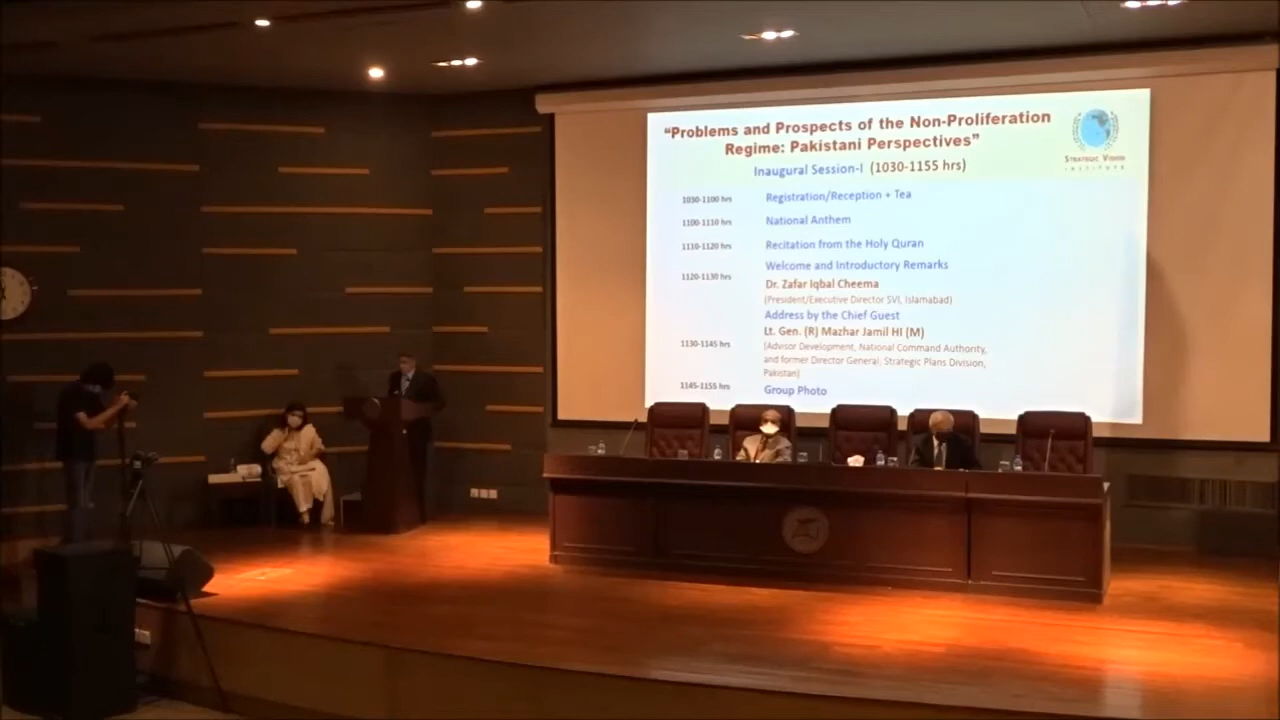 “Problems and Prospects of the Non-Proliferation
Regime: Pakistani Perspectives”
STRATEGIC VISION
INSTITUTE
Inaugural Session-I (1030-1155 hrs)
1030-1100 hrs Registration/Reception + Tea
1100-1110 hrs National Anthem
1110-1120 hrs Recitation from the Holy Quran
Welcome and Introductory Remarks
1120-1130 hrs
Dr. Zafar Iqbal Cheema
(President/Executive Director SVI, Islamabad)
Address by the Chief Guest
Lt. Gen. (R) Mazhar Jamil HI (M)
1130-1145 hrs (Advisor Development, National Command Authority,
and former Director General, Strategic Plans Division,
Pakistan)
1145-1155 hrs Group Photo